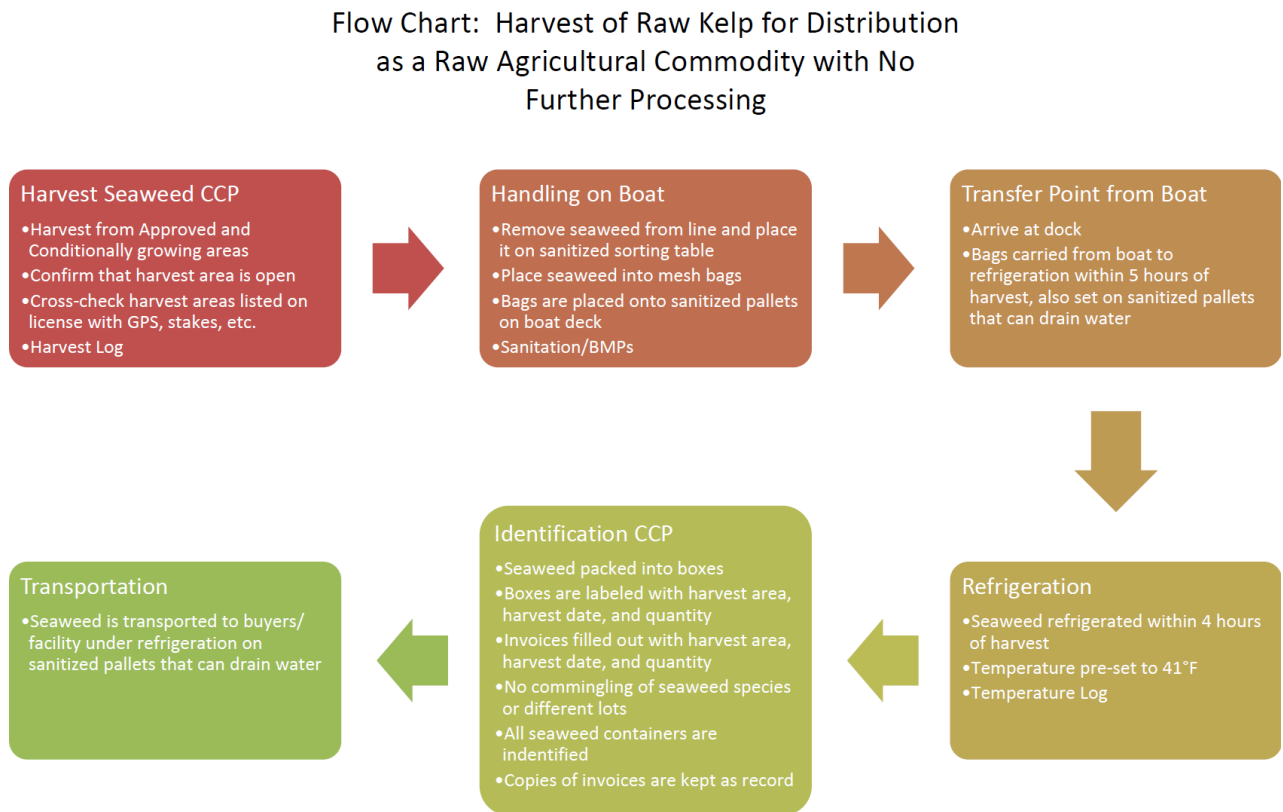 Flow Chart:  Harvest of Raw Kelp for Distribution
as a Raw Agricultural Commodity with No
Further Processing
Harvest Seaweed CCP
•Harvest from Approved and
Conditionally growing areas
•Confirm that harvest area is open
•Cross-check harvest areas listed on
license with GPS, stakes, etc.
•Harvest Log
Handling on Boat
•Remove seaweed from line and place
it on sanitized sorting table
•Place seaweed into mesh bags
•Bags are placed onto sanitized pallets
on boat deck
•Sanitation/BMPs
Transfer Point from Boat
•Arrive at dock
•Bags carried from boat to
refrigeration within 5 hours of
harvest, also set on sanitized pallets
that can drain water
Refrigeration
•Seaweed refrigerated within 4 hours
of harvest
•Temperature pre-set to 41°F
•Temperature Log
Identification CCP
•Seaweed packed into boxes
•Boxes are labeled with harvest area,
harvest date, and quantity
•Invoices filled out with harvest area,
harvest date, and quantity
•No commingling of seaweed species
or different lots
•All seaweed containers are
indentified
•Copies of invoices are kept as record
Transportation
•Seaweed is transported to buyers/
facility under refrigeration on
sanitized pallets that can drain water